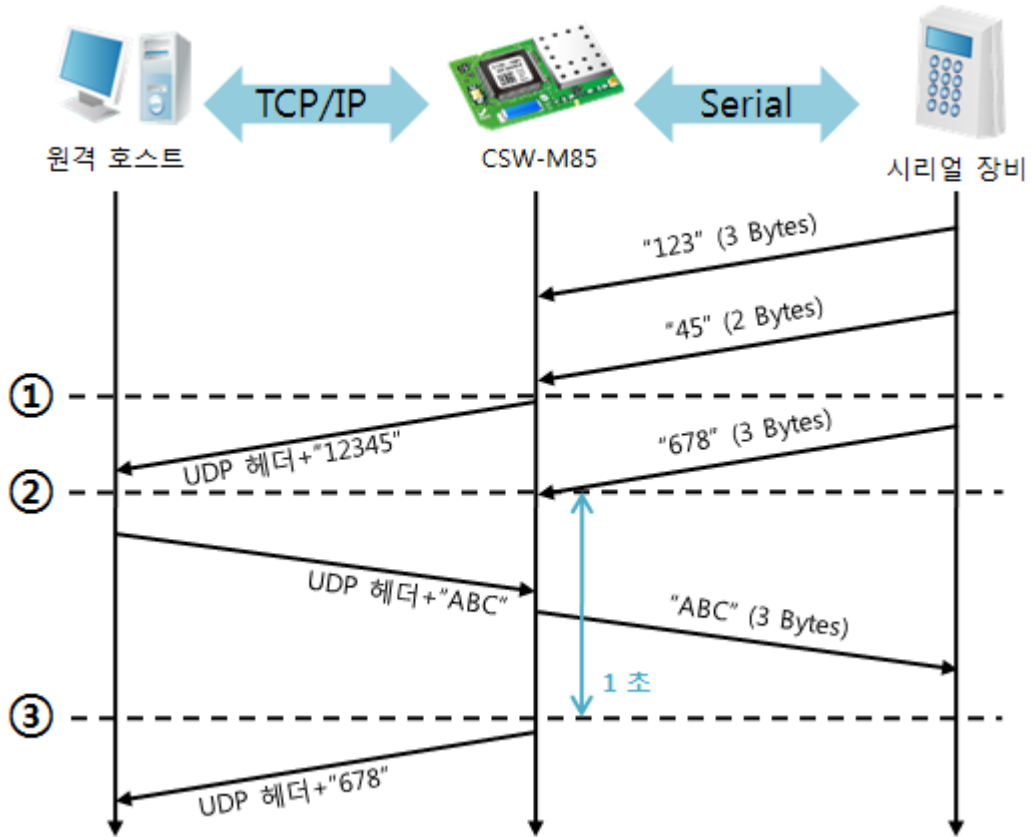 TCP/IP
Serial
원격 호스트
CSW-M85
시리얼 장비
"123" (3 Bytes)
"45" (2 Bytes)
①
UDP 헤더+"12345"
"678" (3 Bytes)
②
UDP 헤더+"ABC"
"ABC" (3 Bytes)
1 초
③
UDP 헤더+"678"